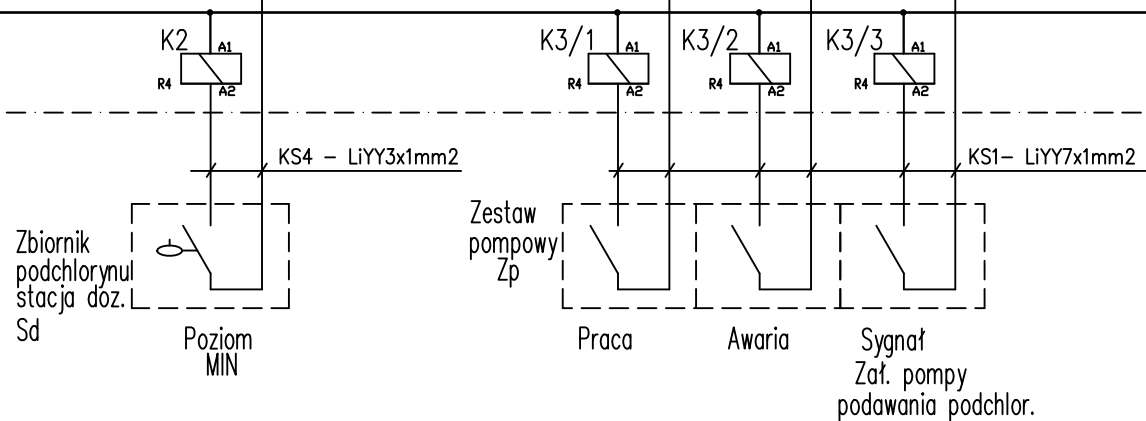 K2
A1
R4
A2
K3/1
A1
R4
A2
K3/2
A1
R4
A2
K3/3
A1
R4
A2
KS4 - LiYY3x1mm2
KS1- LiYY7x1mm2
Zbiornik
podchlorynu
stacja doz.
Sd
Poziom
MIN
Zestaw
pompowy
Zp
Praca
Awaria
Sygnał
Zał. pompy
podawania podchlor.